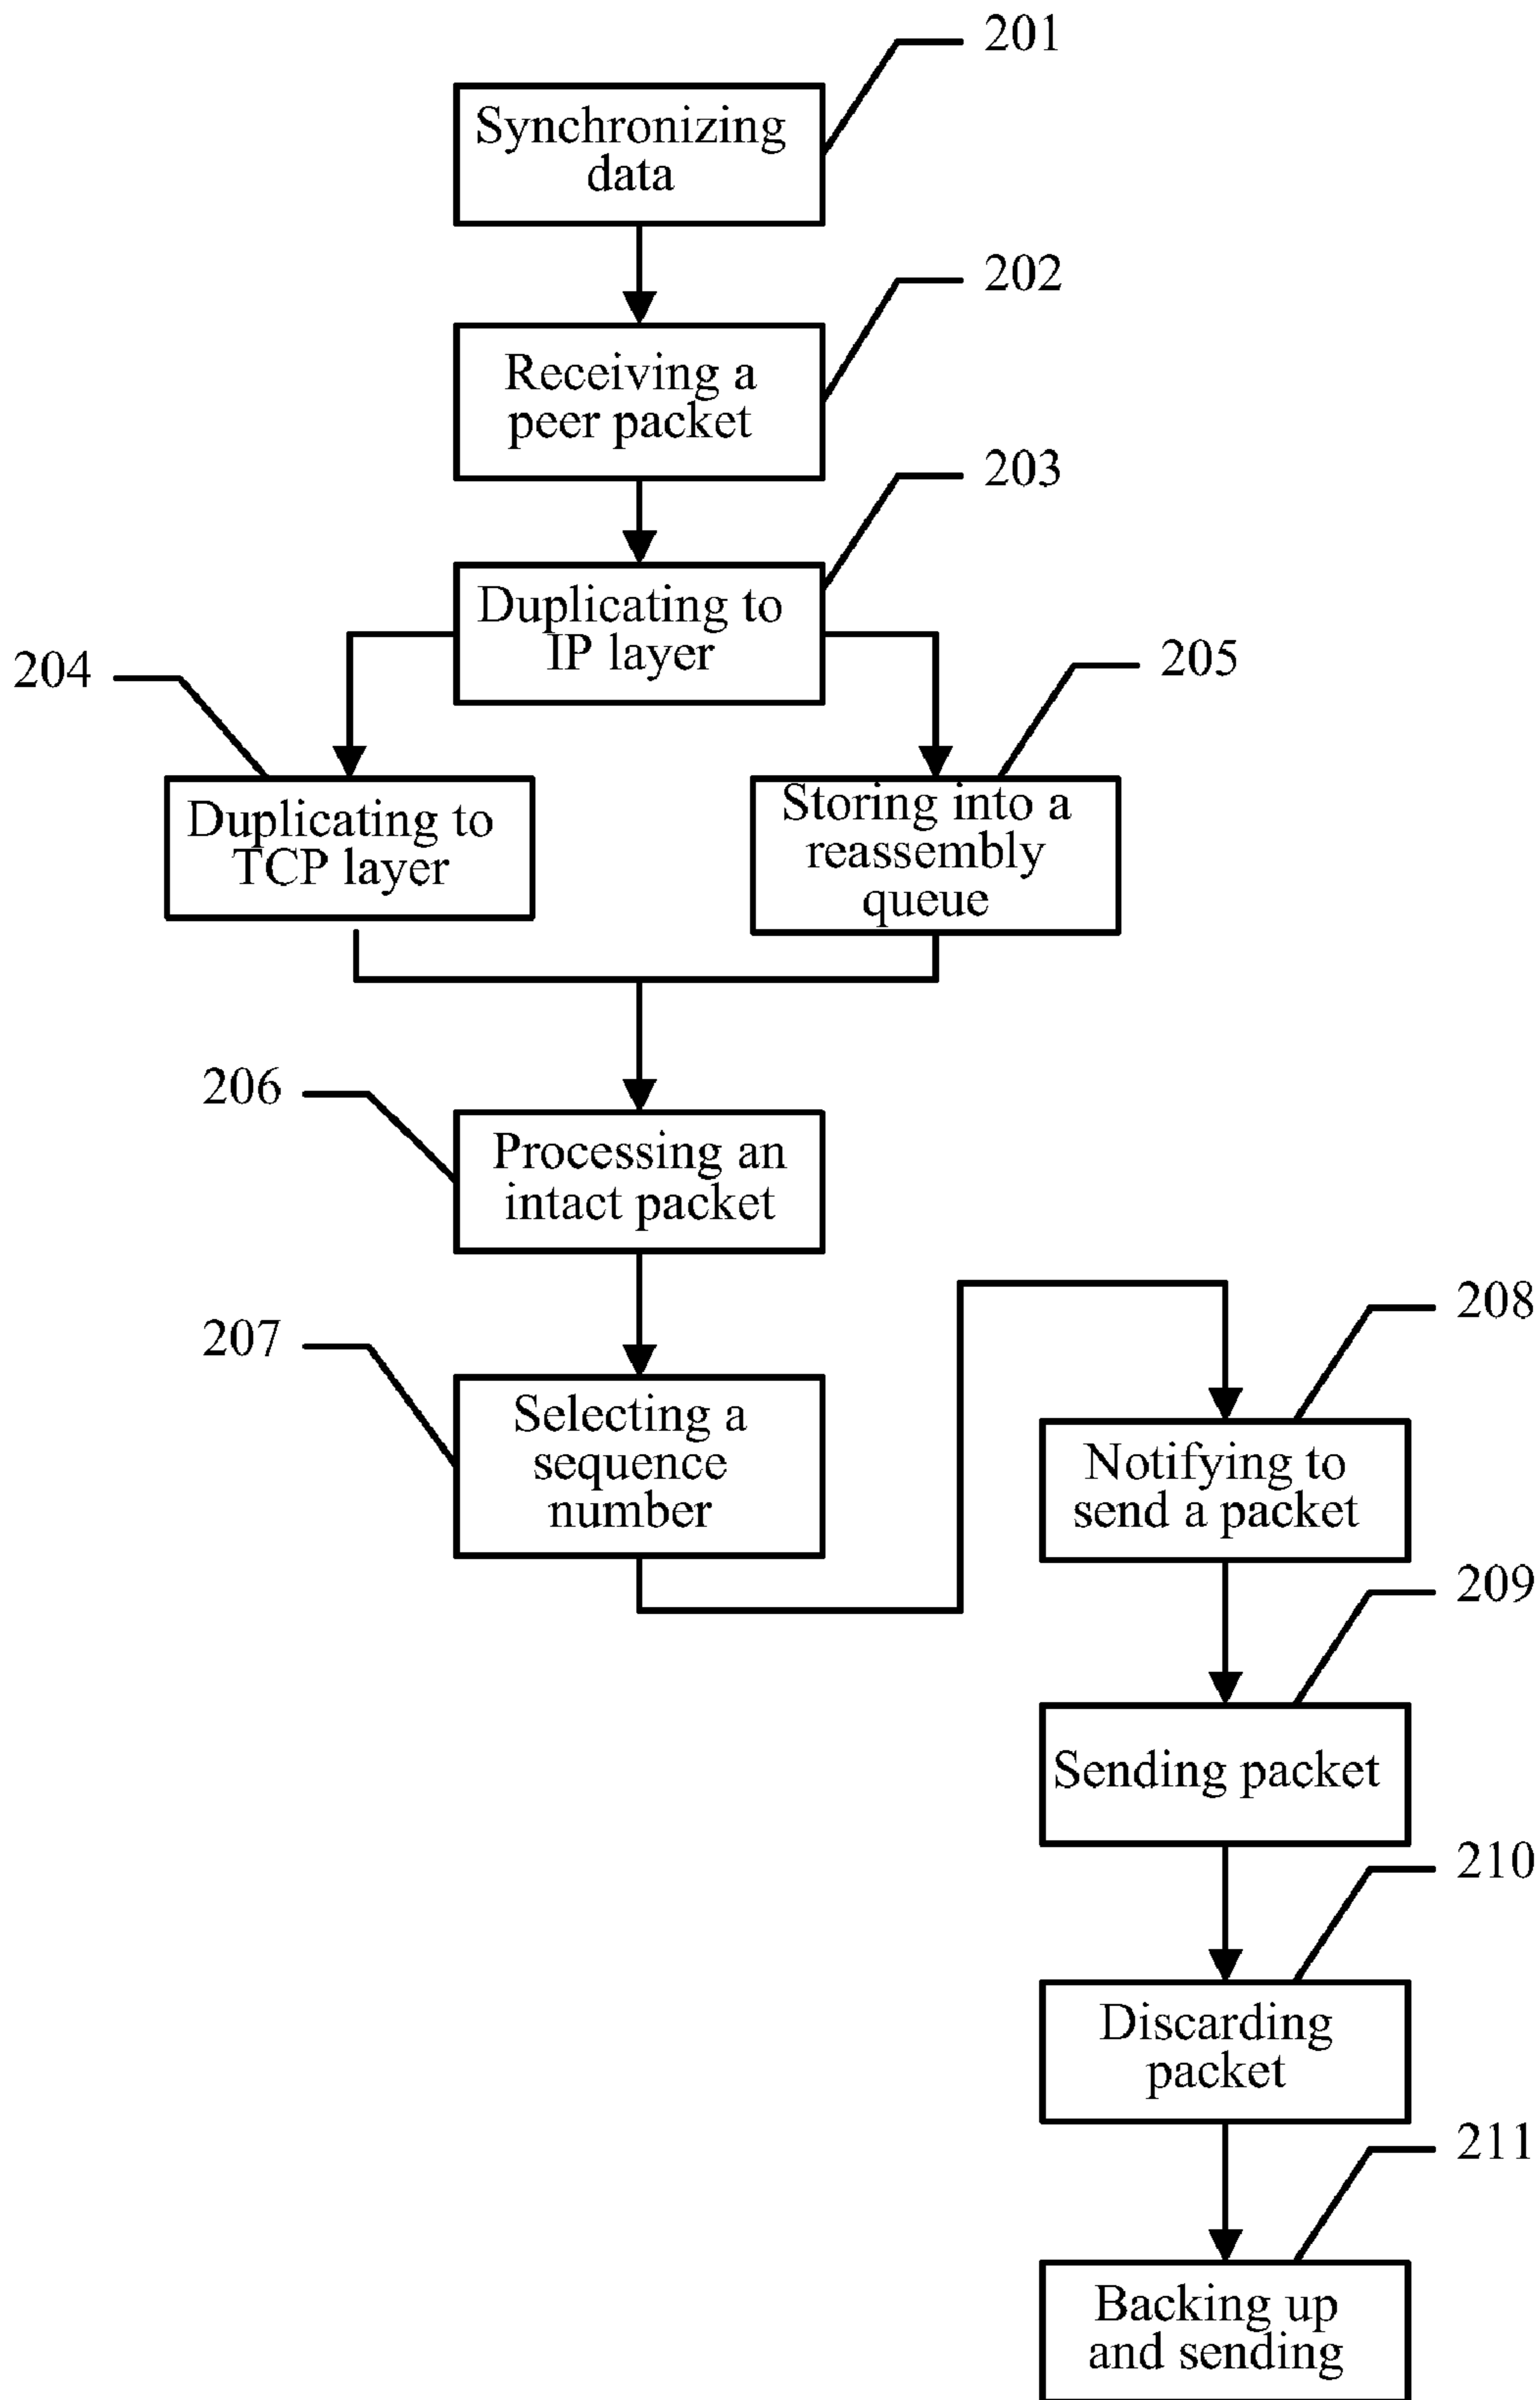 201
Synchronizing
data
202
Receiving a
peer packet
203
Duplicating to
IP layer
204
205
Duplicating to
TCP layer
Storing into a
reassembly
queue
206
Processing an
intact packet
207
Selecting a
sequence
number
208
Notifying to
send a packet
209
Sending packet
210
Discarding
packet
211
Backing up
and sending